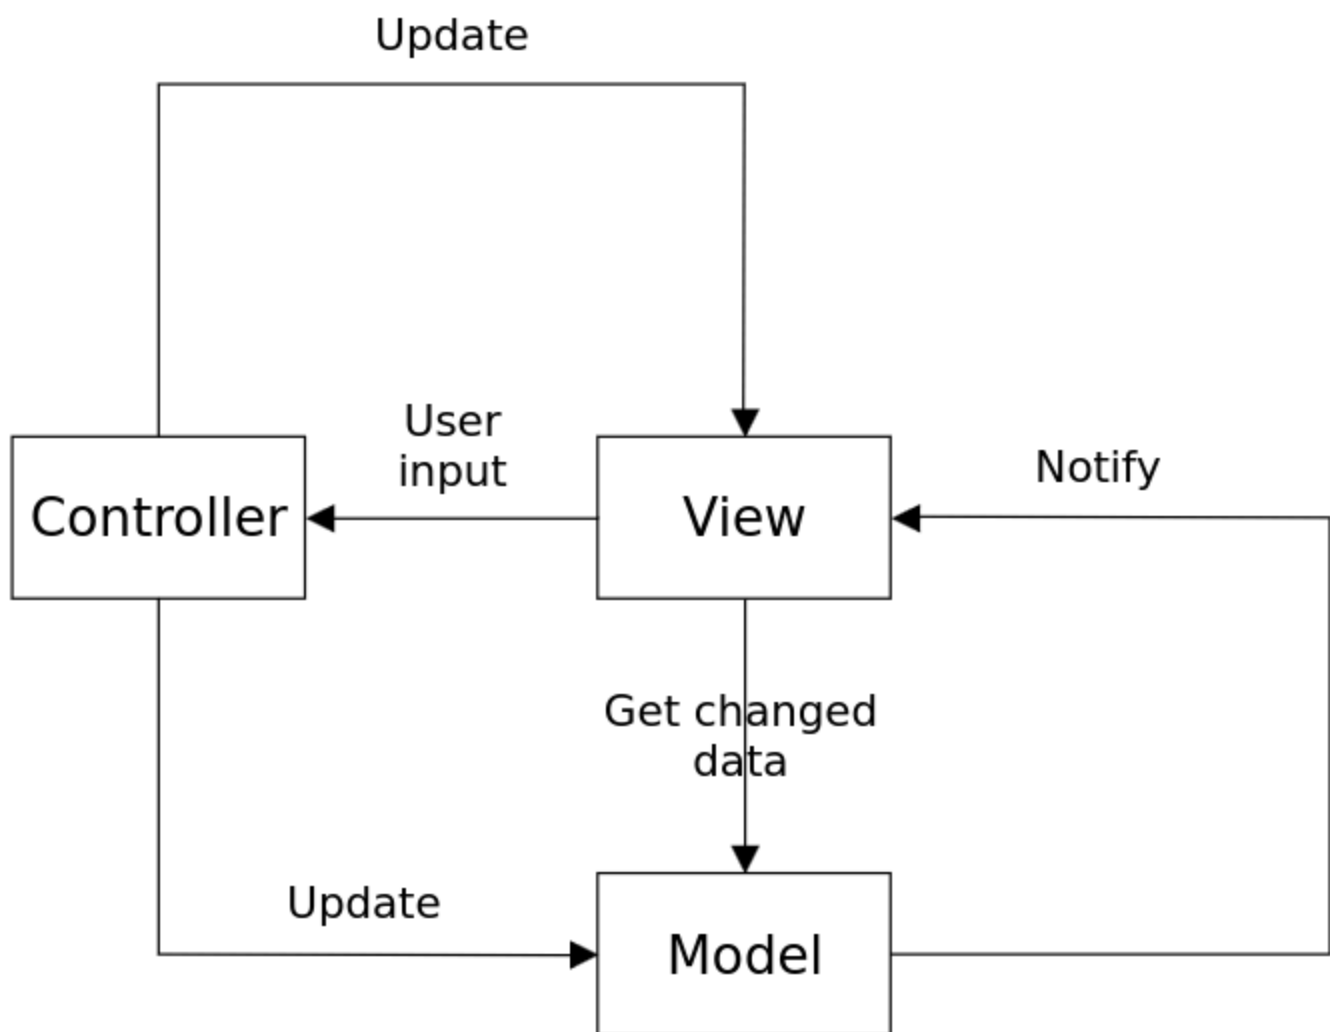 Update
User
input
Notify
Controller
View
Get changed
data
Update
Model